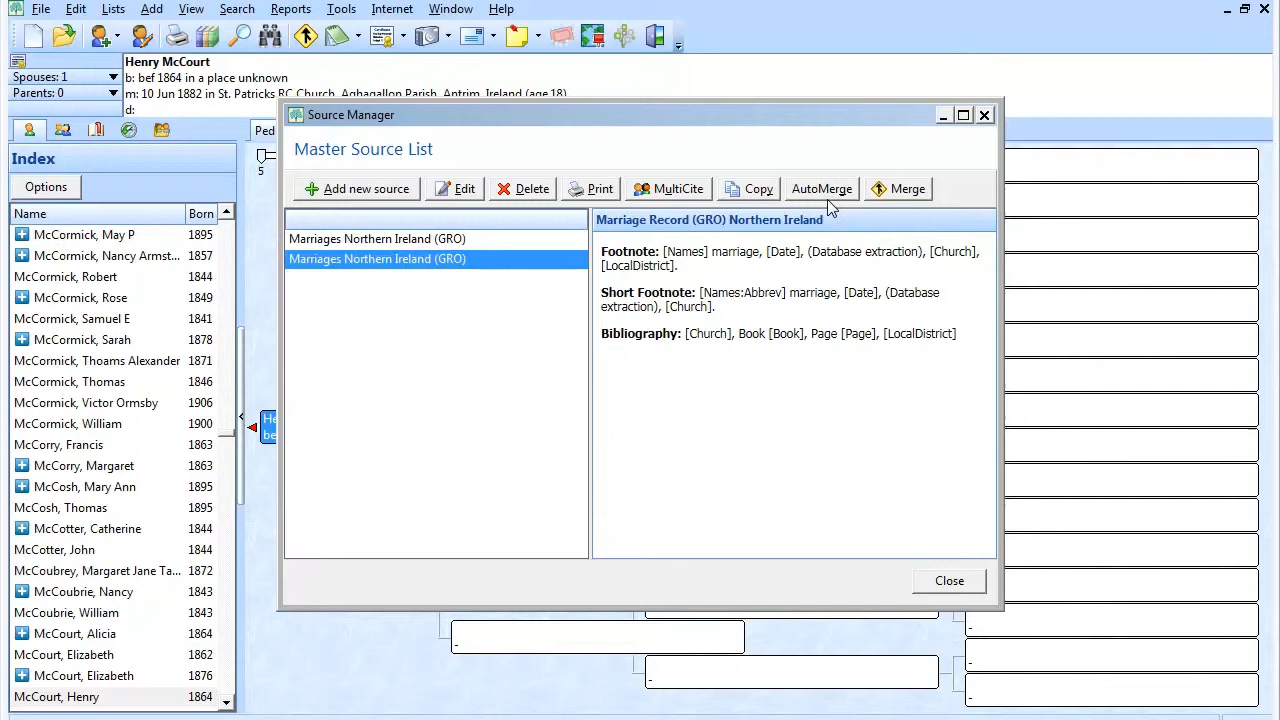 File Edit Lists Add View Search Reports Tools Internet Window Help
Henry McCourt
Spouses: 1
b: bef 1864 in a place unknown
Parents: 0
m: 10 Jun 1882 in St. Patricks RC Church, Aghagallon Parish, Antrim, Ireland (age 18)
d:
Index
Options
Name Born
McCormick, May P 1895
McCormick, Nancy Armst... 1857
McCormick, Robert 1844
McCormick, Rose 1849
McCormick, Samuel E 1841
McCormick, Sarah 1878
McCormick, Thoams Alexander 1871
McCormick, Thomas 1846
McCormick, Victor Ormsby 1906
McCormick, William 1900
McCorry, Francis 1863
McCorry, Margaret 1863
McCosh, Mary Ann 1895
McCosh, Thomas 1895
McCotter, Catherine 1844
McCotter, John 1844
McCoubrey, Margaret Jane Ta... 1872
McCoubrie, Nancy 1843
McCoubrie, William 1843
McCourt, Alicia 1864
McCourt, Elizabeth 1862
McCourt, Elizabeth 1876
McCourt, Henry 1864
Ped
5
He
be
Source Manager
Master Source List
Add new source Edit Delete Print MultiCite Copy AutoMerge Merge
Marriages Northern Ireland (GRO)
Marriages Northern Ireland (GRO)
Marriage Record (GRO) Northern Ireland
Footnote: [Names] marriage, [Date], (Database extraction), [Church],
[LocalDistrict].
Short Footnote: [Names:Abbrev] marriage, [Date], (Database
extraction), [Church].
Bibliography: [Church], Book [Book], Page [Page], [LocalDistrict]
Close